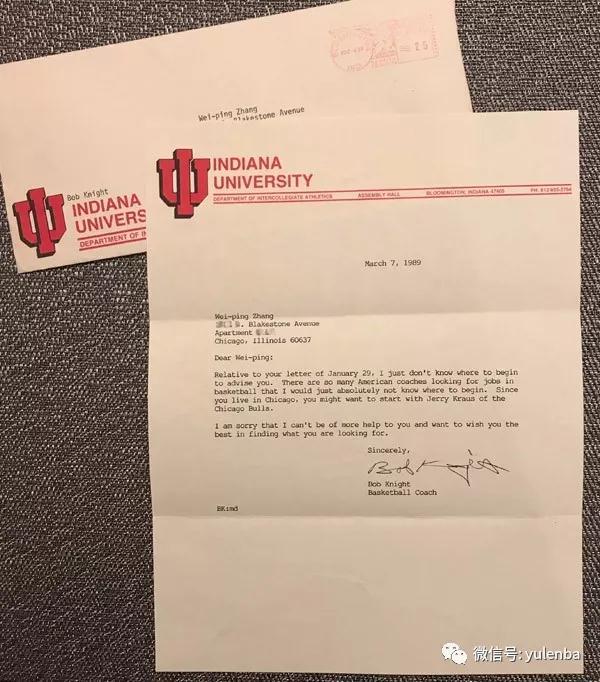 Wei-ping Zhang
Blakestone Avenue
25
Bob Knight
INDIANA
UNIVERS
DEPARTMENT OF IN
INDIANA
UNIVERSITY
DEPARTMENT OF INTERCOLLEGIATE ATHLETICS ASSEMBLY HALL BLOOMINGTON, INDIANA 47405 PH. 812/855-2794
March 7, 1989
Wei-ping Zhang
. Blakestone Avenue
Apartment
Chicago, Illinois 60637
Dear Wei-ping:
Relative to your letter of January 29, I just don't know where to begin
to advise you. There are so many American coaches looking for jobs in
basketball that I would just absolutely not know where to begin. Since
you live in Chicago, you might want to start with Jerry Kraus of the
Chicago Bulls.
I am sorry that I can't be of more help to you and want to wish you the
best in finding what you are looking for.
Sincerely,
Bob Knight
Bob Knight
Basketball Coach
BK:md
微信号: yulenba